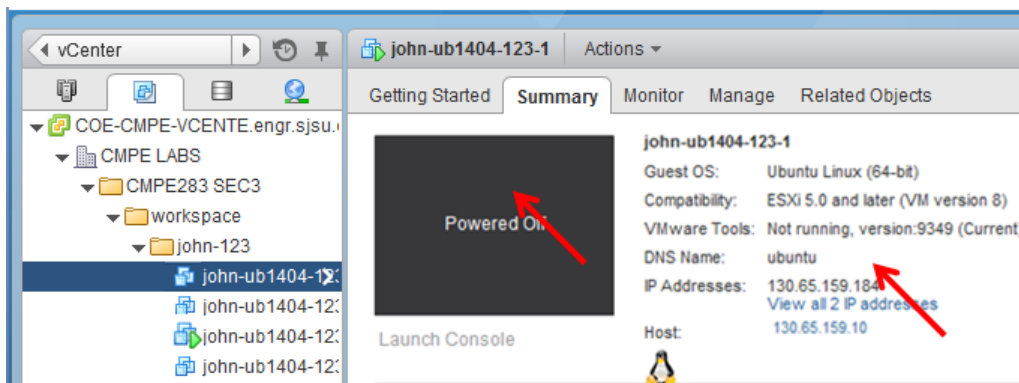 vCenter
john-ub1404-123-1 Actions
Getting Started Summary Monitor Manage Related Objects
COE-CMPE-VCENTE.engr.sjsu.
CMPE LABS
CMPE283 SEC3
workspace
john-123
john-ub1404-123
john-ub1404-123
john-ub1404-123
john-ub1404-123
Powered Off
Launch Console
john-ub1404-123-1
Guest OS: Ubuntu Linux (64-bit)
Compatibility: ESXi 5.0 and later (VM version 8)
VMware Tools: Not running, version:9349 (Current)
DNS Name: ubuntu
IP Addresses: 130.65.159.184
View all 2 IP addresses
Host: 130.65.159.10